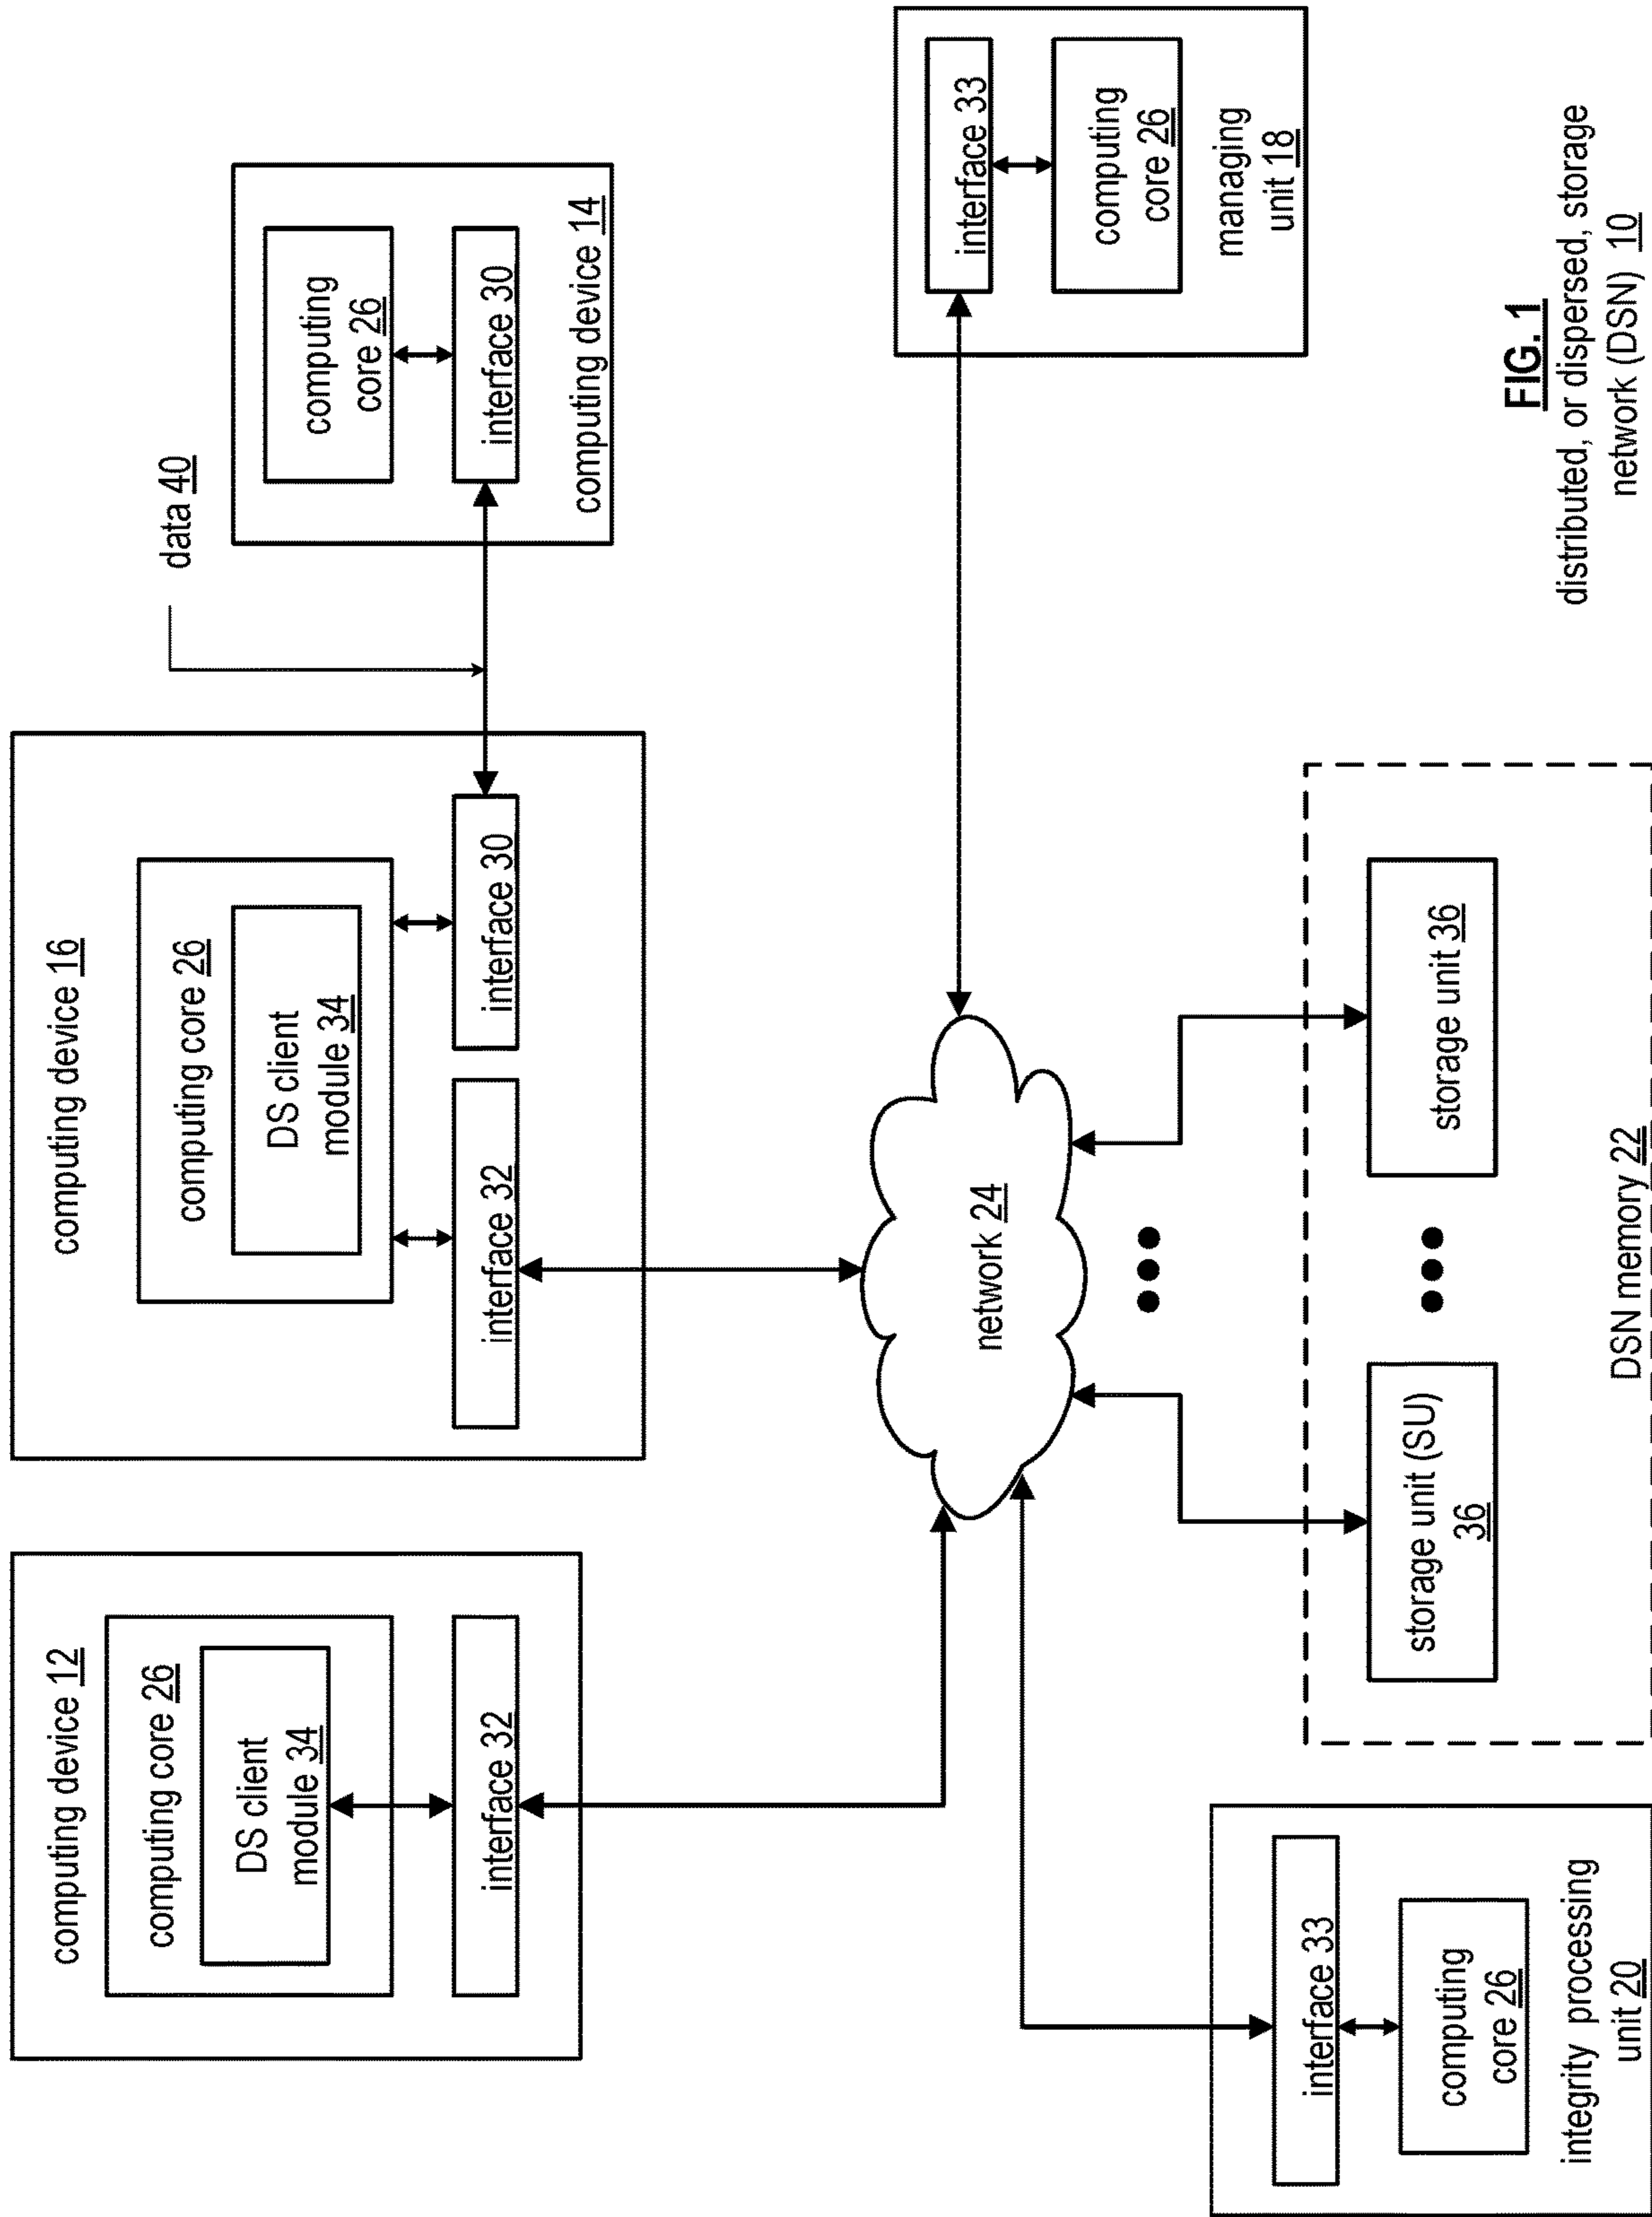 computing device 12
computing core 26
DS client
module 34
interface 32
computing device 16
computing core 26
DS client
module 34
interface 32
interface 30
data 40
computing
core 26
interface 30
computing device 14
network 24
interface 33
computing
core 26
managing
unit 18
interface 33
computing
core 26
integrity processing
unit 20
storage unit (SU)
36
storage unit 36
DSN memory 22
FIG. 1
distributed, or dispersed, storage
network (DSN) 10